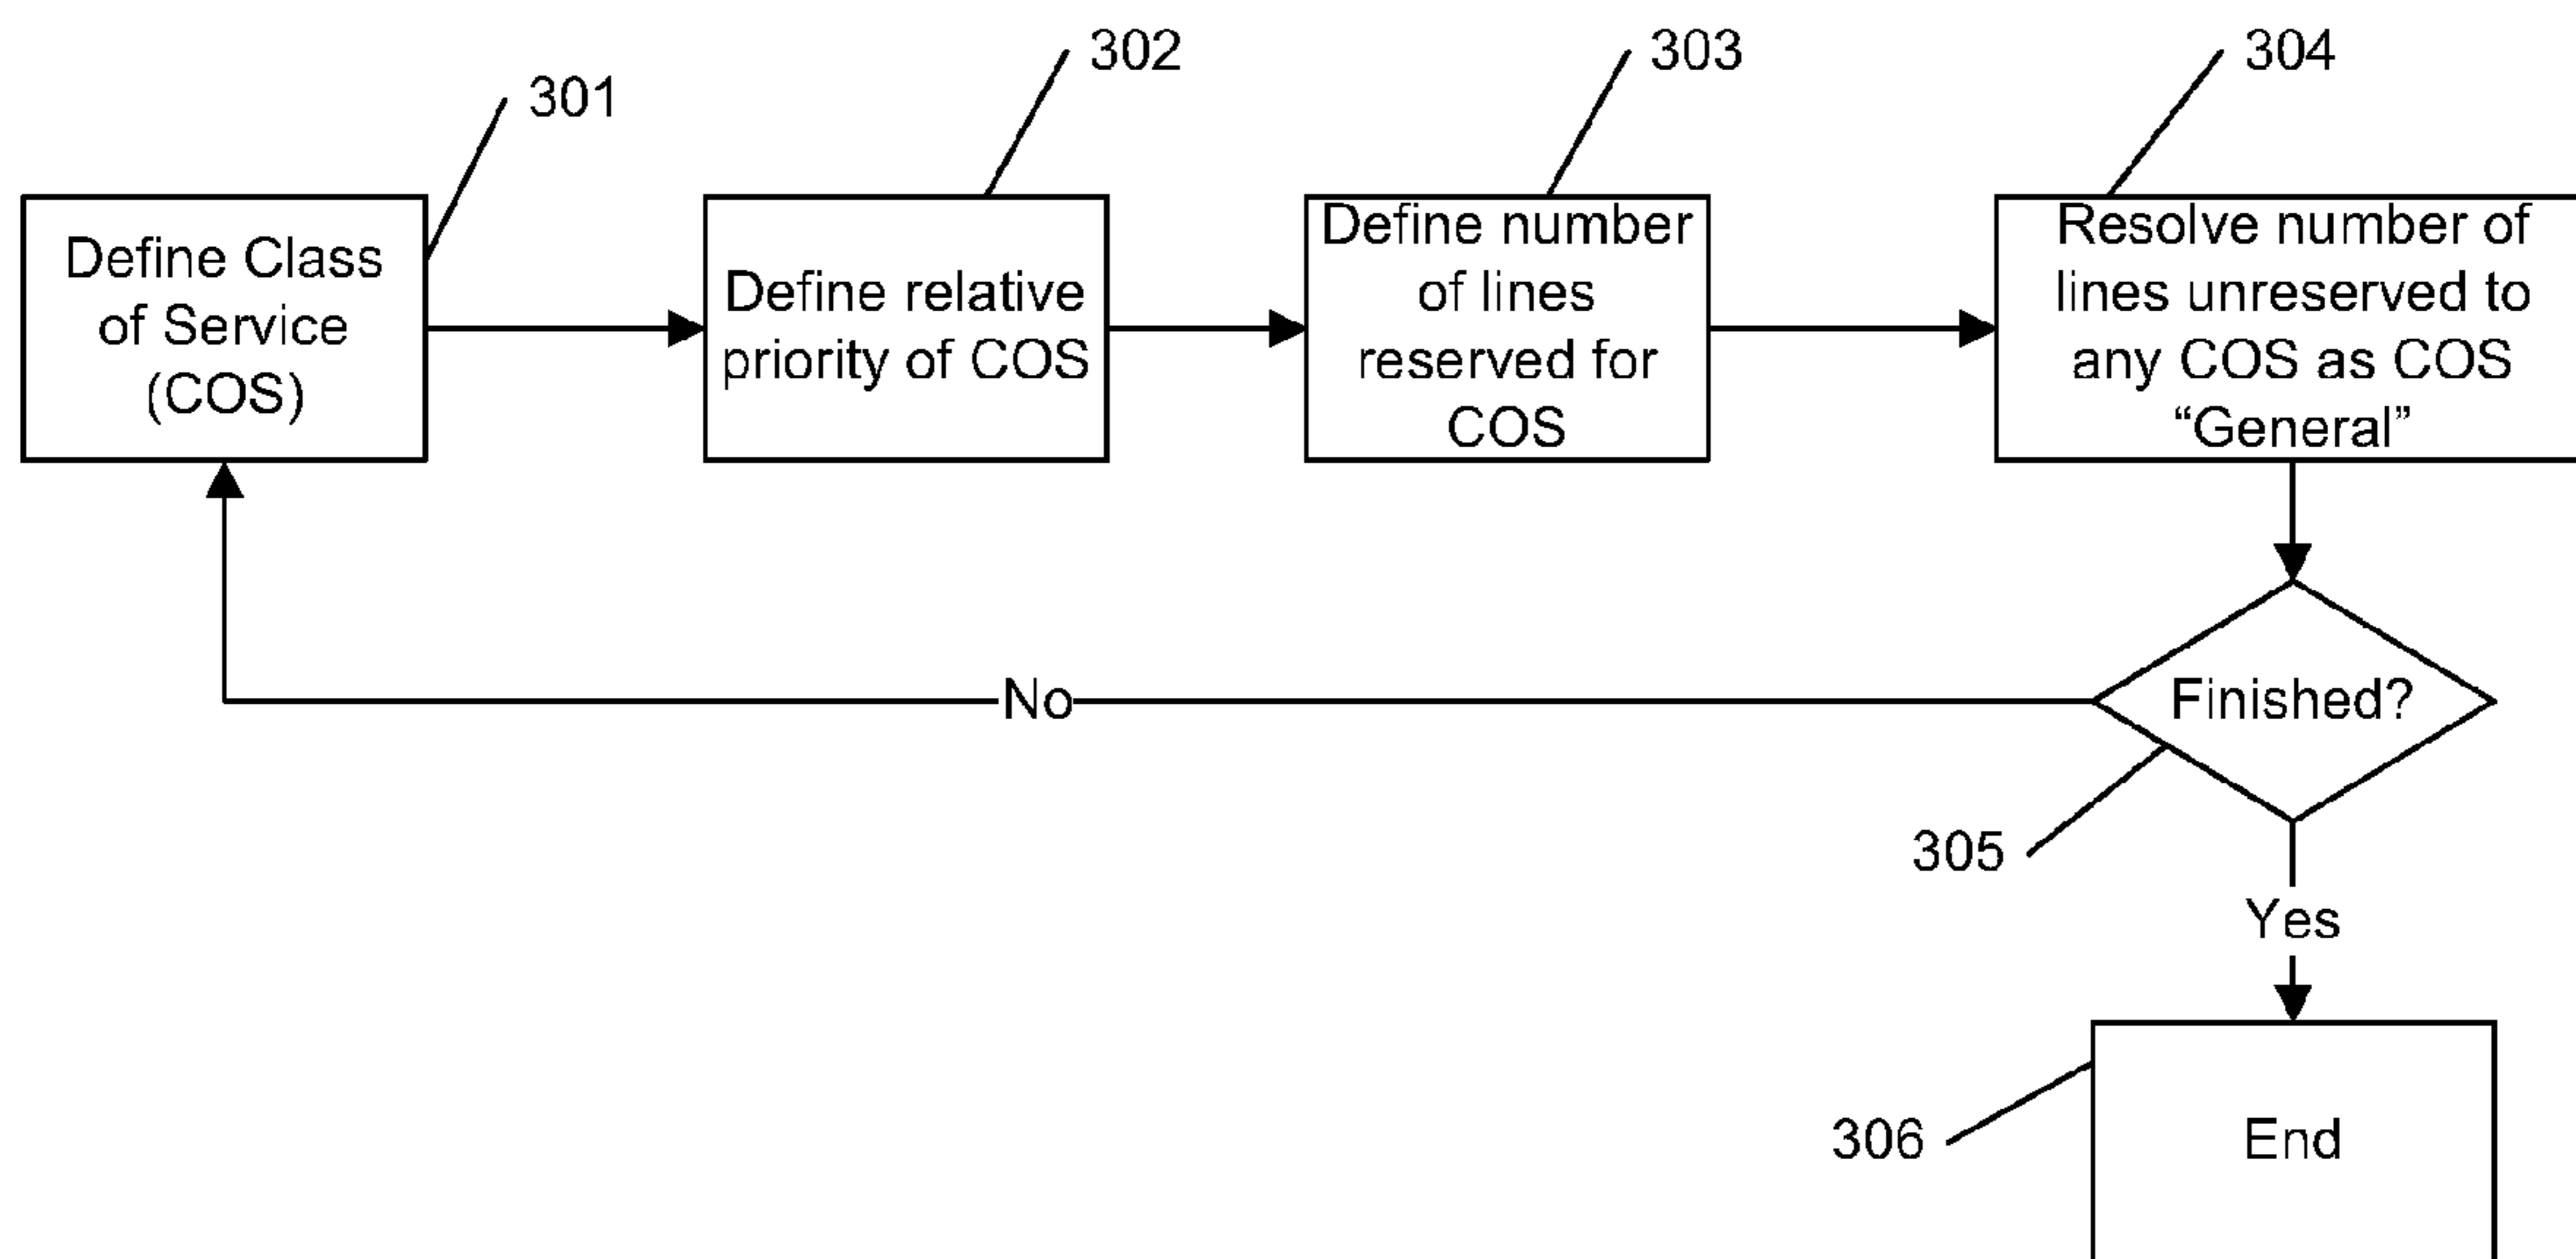 301
302
303
304
Define Class
of Service
(COS)
Define relative
priority of COS
Define number
of lines
reserved for
COS
Resolve number of
lines unreserved to
any COS as COS
“General”
No
Finished?
305
Yes
306
End